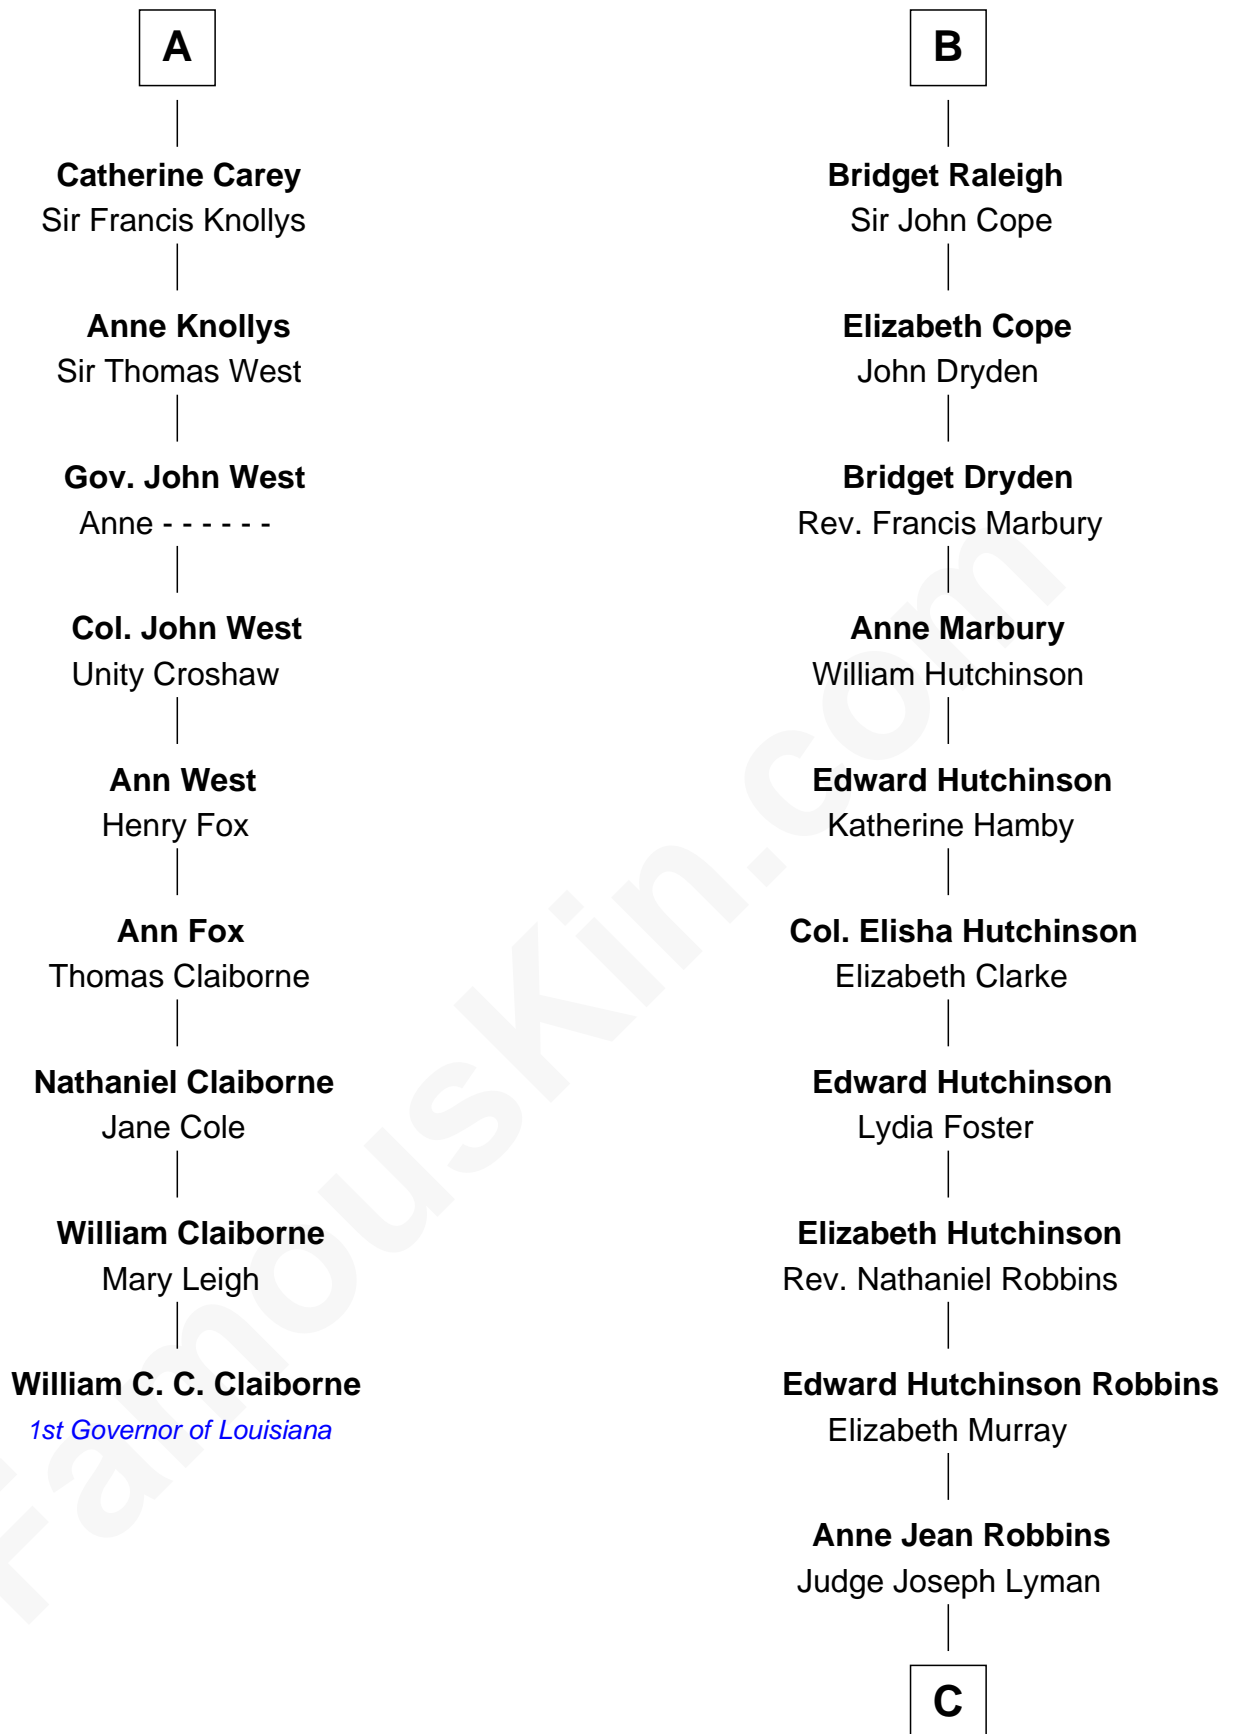 A
Catherine Carey
Sir Francis Knollys
Anne Knollys
Sir Thomas West
Gov. John West
Anne - - - - - -
Col. John West
Unity Croshaw
Ann West
Henry Fox
Ann Fox
Thomas Claiborne
Nathaniel Claiborne
Jane Cole
William Claiborne
Mary Leigh
William C. C. Claiborne
1st Governor of Louisiana
B
Bridget Raleigh
Sir John Cope
Elizabeth Cope
John Dryden
Bridget Dryden
Rev. Francis Marbury
Anne Marbury
William Hutchinson
Edward Hutchinson
Katherine Hamby
Col. Elisha Hutchinson
Elizabeth Clarke
Edward Hutchinson
Lydia Foster
Elizabeth Hutchinson
Rev. Nathaniel Robbins
Edward Hutchinson Robbins
Elizabeth Murray
Anne Jean Robbins
Judge Joseph Lyman
C
FamousKin.com